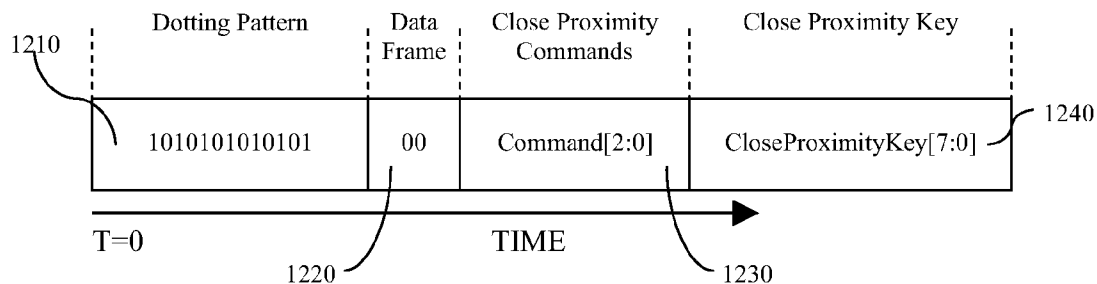 Dotting Pattern
Data Frame
Close Proximity Commands
Close Proximity Key
1210
1240
1010101010101
00
Command[2:0]
CloseProximityKey[7:0]
T=0
TIME
1220
1230